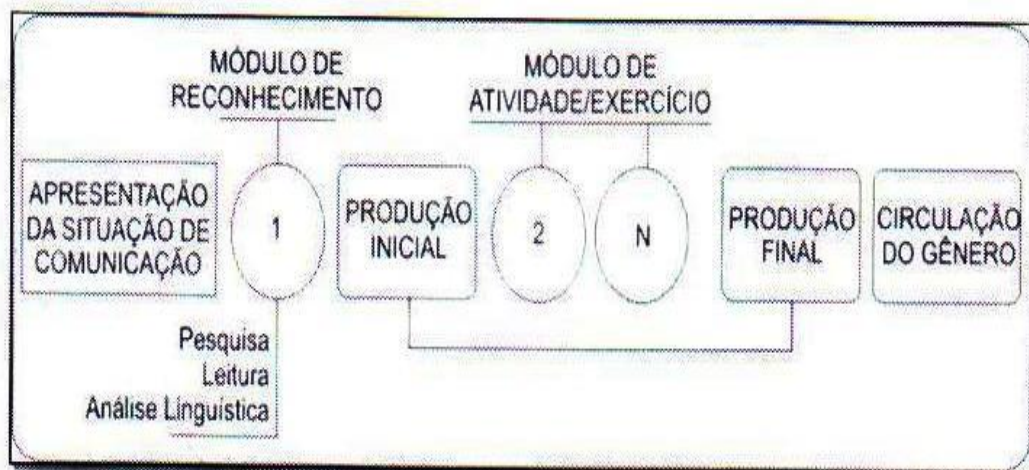 MÓDULO DE
RECONHECIMENTO
MÓDULO DE
ATIVIDADE/EXERCÍCIO
APRESENTAÇÃO
DA SITUAÇÃO DE
COMUNICAÇÃO
1
PRODUÇÃO
INICIAL
2
N
PRODUÇÃO
FINAL
CIRCULAÇÃO
DO GÊNERO
Pesquisa
Leitura
Análise Linguística